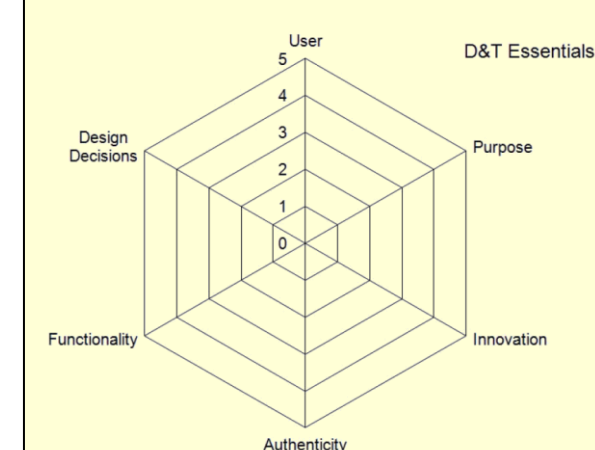 User
D&T Essentials
5
4
3
2
1
0
Design
Decisions
Purpose
Functionality
Innovation
Authenticity